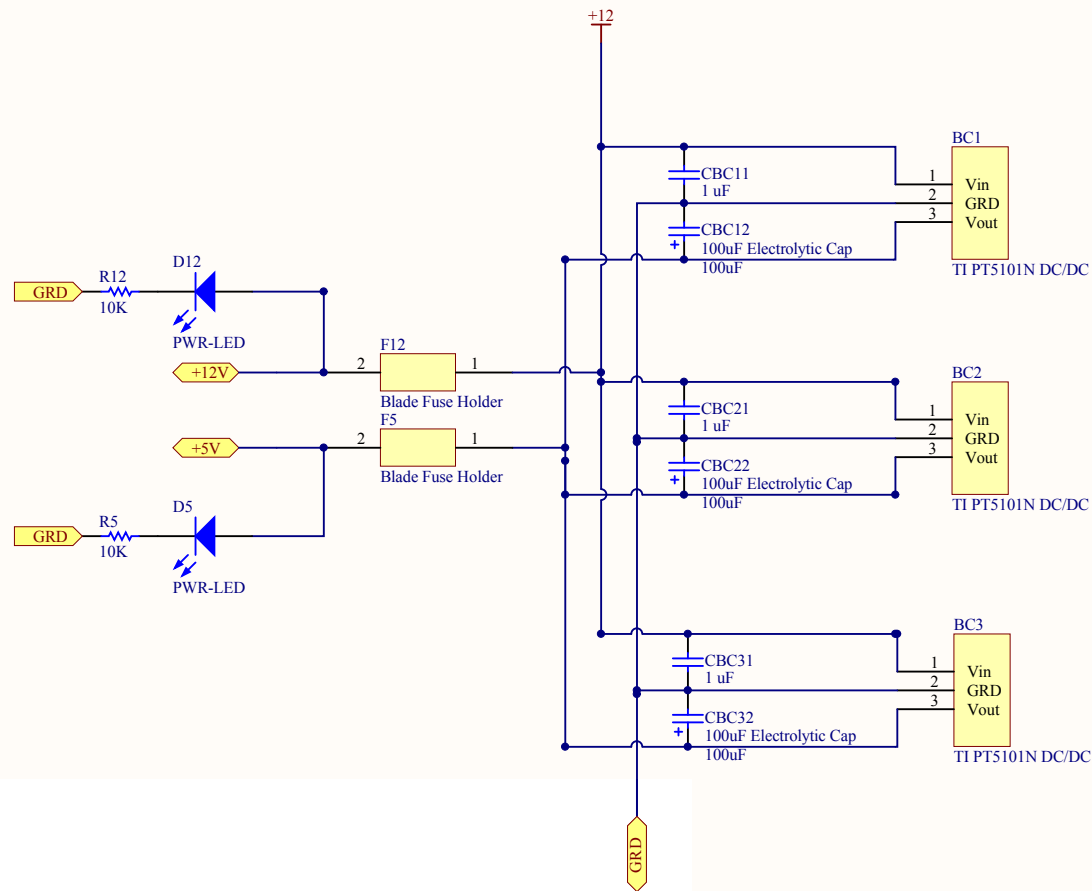 +12
BC1
CBC11
1 uF
1
Vin
2
GRD
3
Vout
CBC12
100uF Electrolytic Cap
100uF
TI PT5101N DC/DC
D12
R12
GRD
10K
PWR-LED
F12
+12V
2
1
Blade Fuse Holder
F5
+5V
2
1
Blade Fuse Holder
BC2
CBC21
1 uF
1
Vin
2
GRD
3
Vout
CBC22
100uF Electrolytic Cap
100uF
TI PT5101N DC/DC
D5
R5
GRD
10K
PWR-LED
BC3
CBC31
1 uF
1
Vin
2
GRD
3
Vout
CBC32
100uF Electrolytic Cap
100uF
TI PT5101N DC/DC
GRD